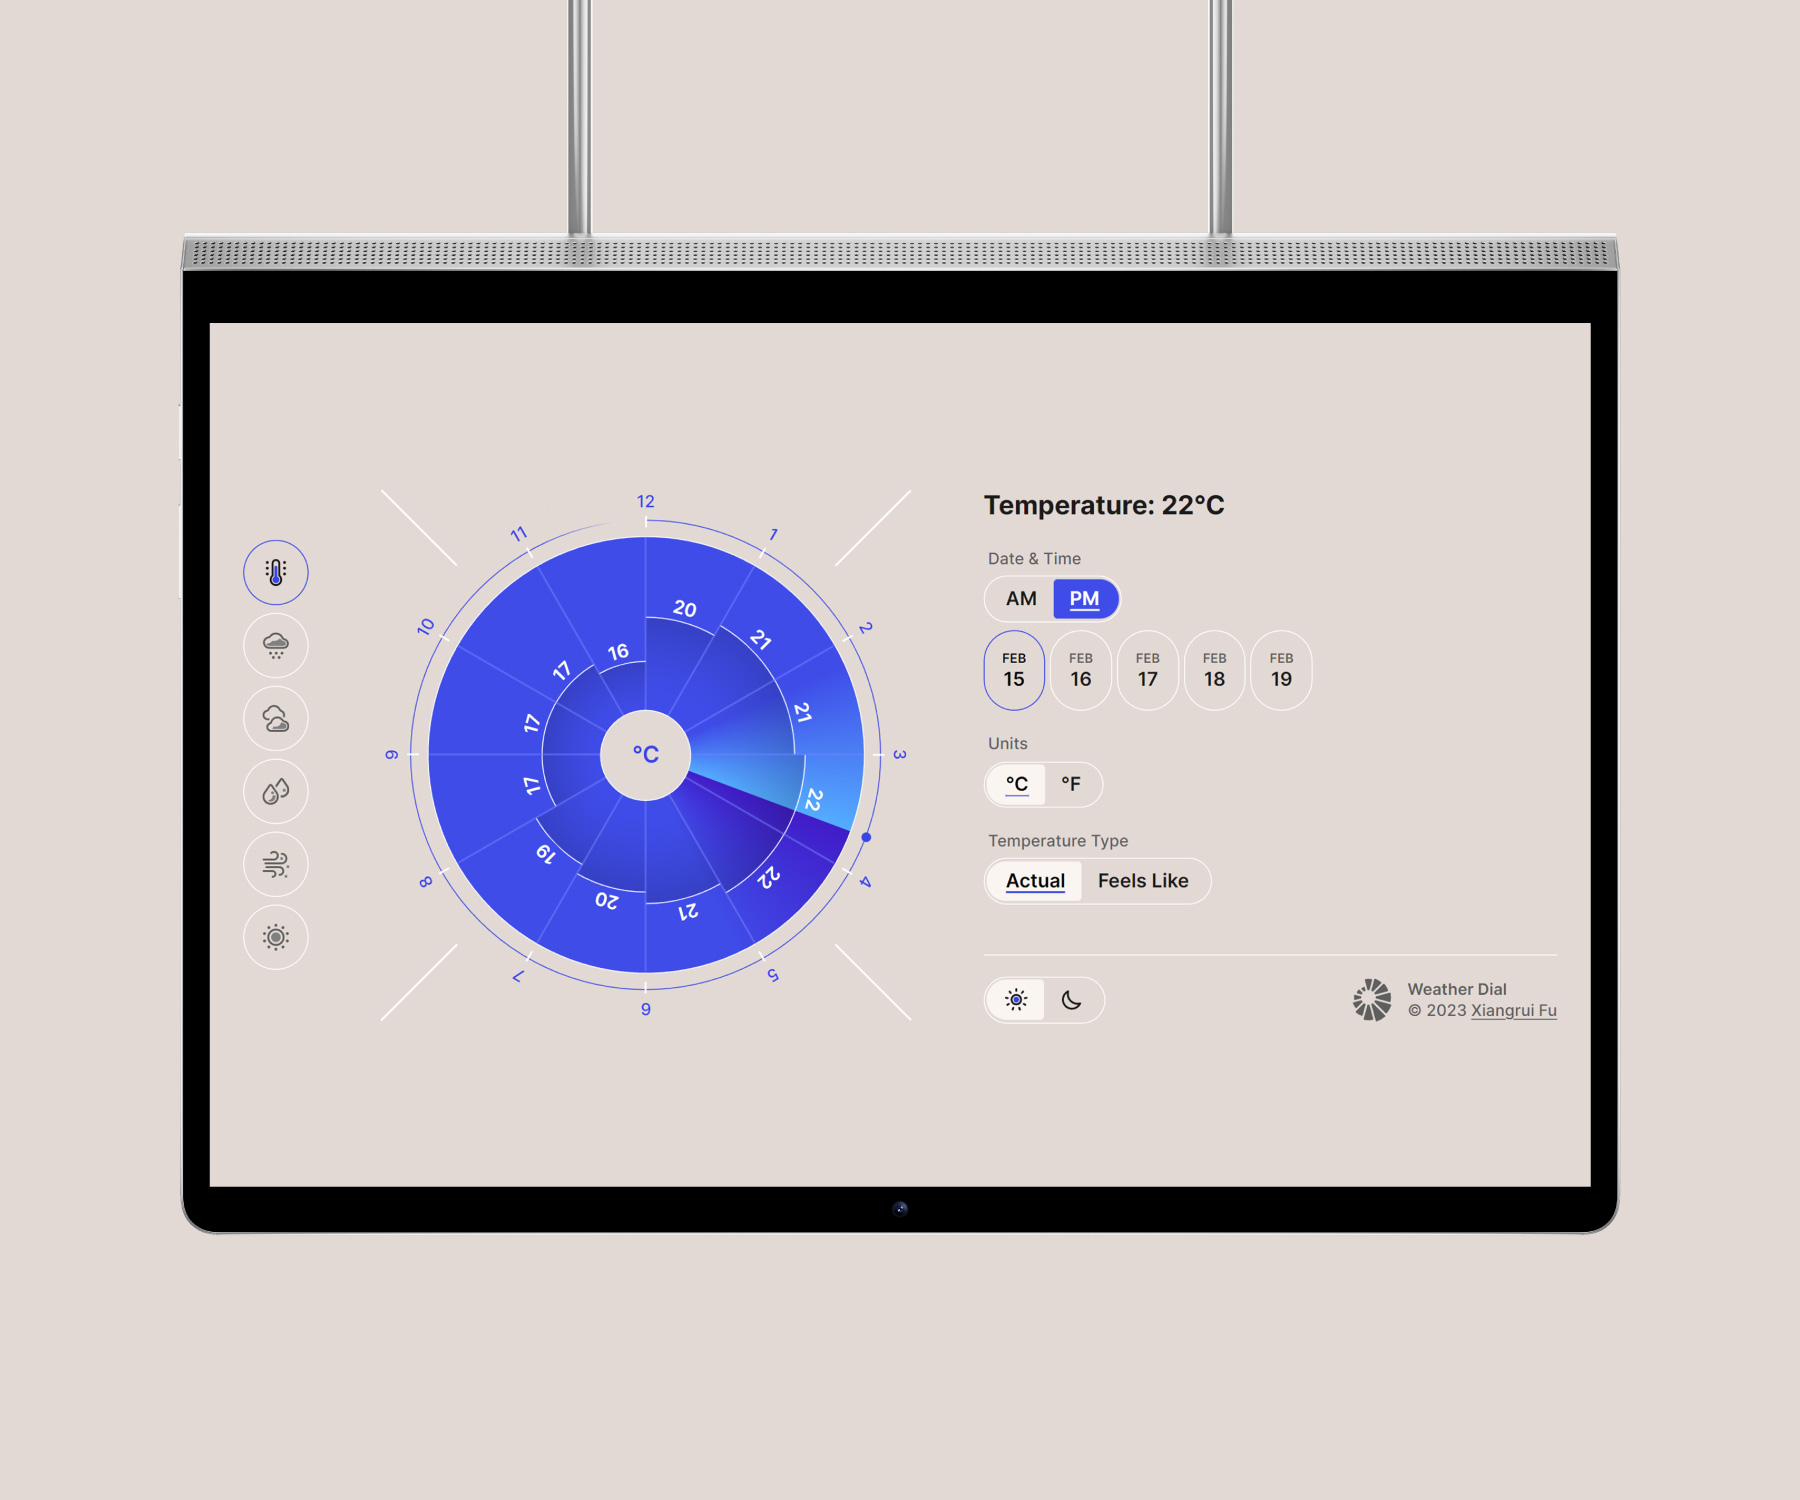 12
1
2
3
4
5
6
7
8
9
10
11
20
21
21
22
22
21
20
19
17
17
17
16
°C
Temperature: 22°C
Date & Time
AM PM
FEB FEB FEB FEB FEB
15 16 17 18 19
Units
°C °F
Temperature Type
Actual Feels Like
Weather Dial
© 2023 Xiangrui Fu